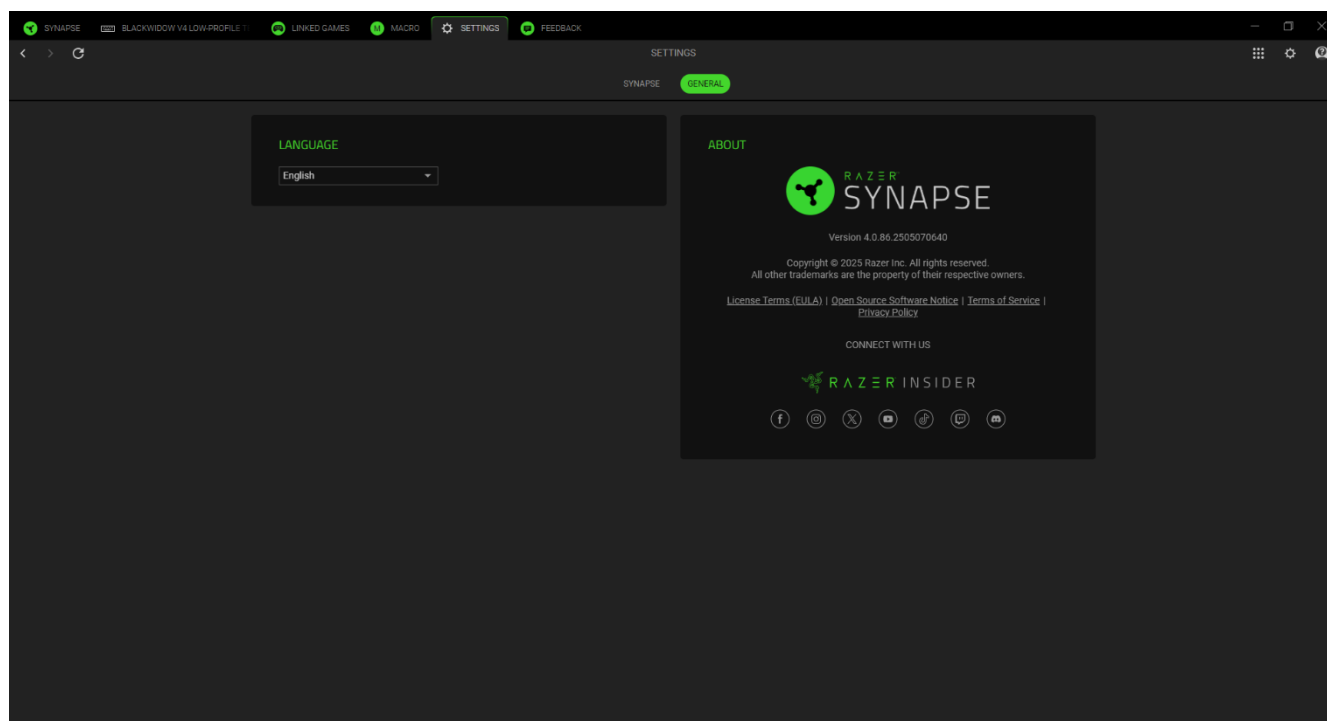 SYNAPSE BLACKWIDOW V4 LOW-PROFILE LINKED GAMES M MACRO SETTINGS FEEDBACK
SETTINGS
SYNAPSE GENERAL
LANGUAGE
English
ABOUT
RAZER
SYNAPSE
Version 4.0.86.2505070640
Copyright © 2025 Razer Inc. All rights reserved.
All other trademarks are the property of their respective owners.
License Terms (EULA) | Open Source Software Notice | Terms of Service |
Privacy Policy
CONNECT WITH US
RAZER INSIDER